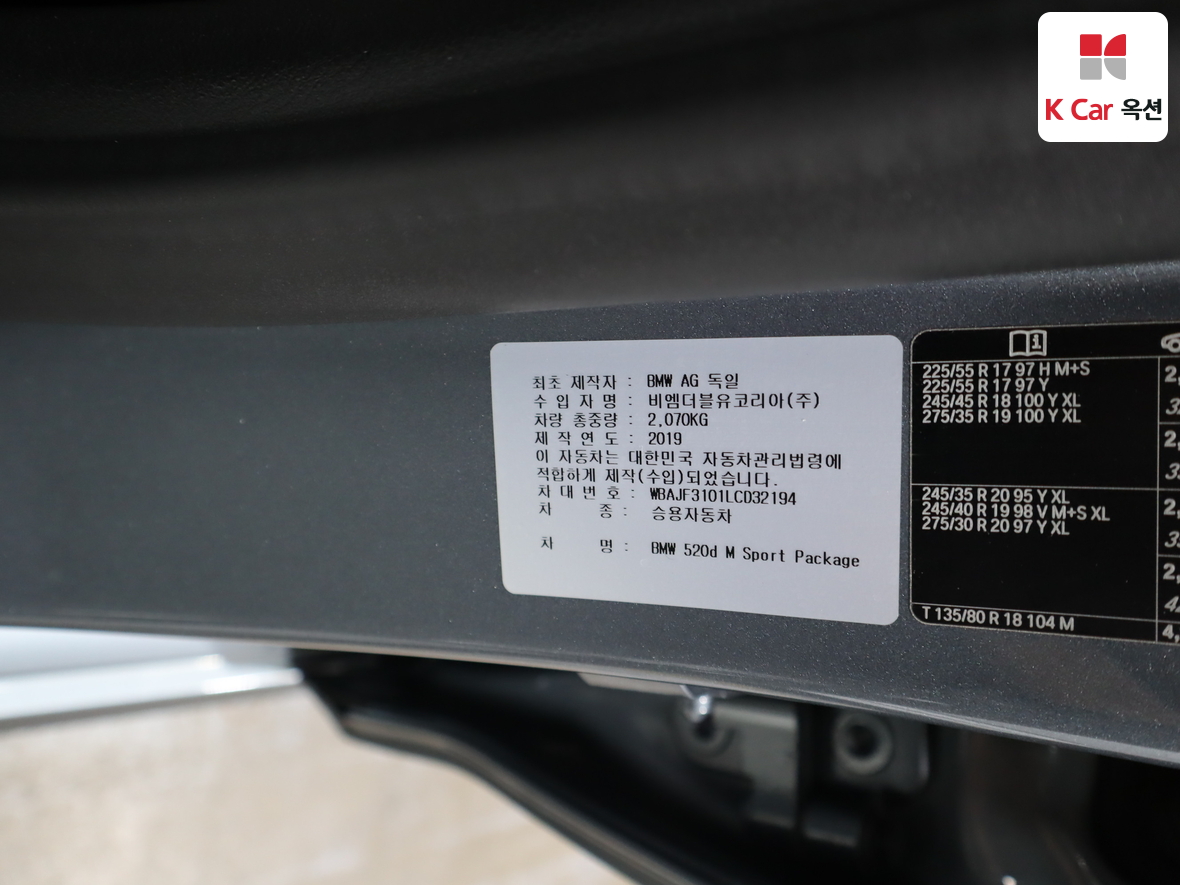 K Car 옥션
최초 제작자 : BMW AG 독일
수 입 자 명 : 비엠더블유코리아(주)
차량 총중량 : 2,070KG
제 작 연 도 : 2019
이 자동차는 대한민국 자동차관리법령에
적합하게 제작(수입)되었습니다.
차 대 번 호 : WBAJF3101LCD32194
차 종 : 승용자동차
차 명 : BMW 520d M Sport Package
225/55 R 17 97 H M+S
225/55 R 17 97 Y
245/45 R 18 100 Y XL
275/35 R 19 100 Y XL
245/35 R 20 95 Y XL
245/40 R 19 98 V M+S XL
275/30 R 20 97 Y XL
T 135/80 R 18 104 M